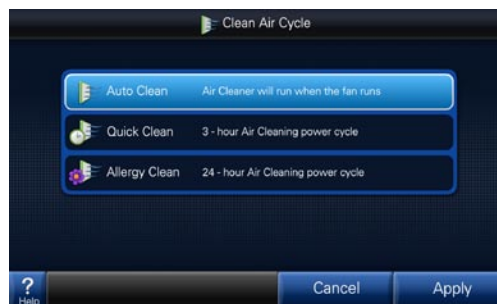 Clean Air Cycle
Auto Clean Air Cleaner will run when the fan runs
Quick Clean 3 - hour Air Cleaning power cycle
Allergy Clean 24 - hour Air Cleaning power cycle
? Help Cancel Apply